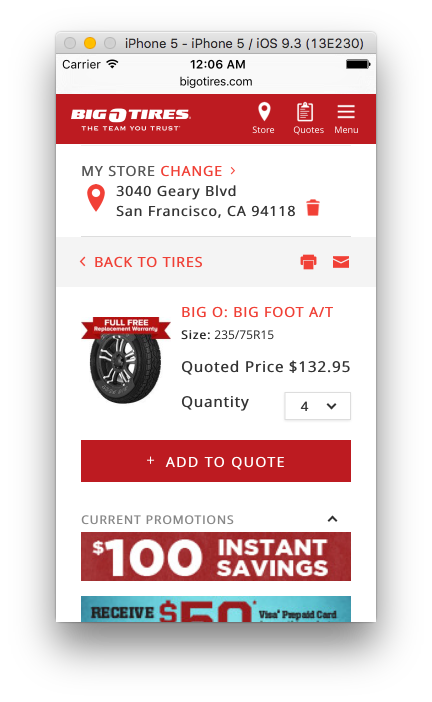 iPhone 5 - iPhone 5 / iOS 9.3 (13E230)
Carrier 12:06 AM
bigotires.com
BIG O TIRES
THE TEAM YOU TRUST
Store Quotes Menu
MY STORE CHANGE >
3040 Geary Blvd
San Francisco, CA 94118
< BACK TO TIRES
BIG O: BIG FOOT A/T
FULL FREE
Replacement Warranty
Size: 235/75R15
Quoted Price $132.95
Quantity 4
+ ADD TO QUOTE
CURRENT PROMOTIONS
$100 INSTANT
SAVINGS
RECEIVE $50* Visa® Prepaid Card